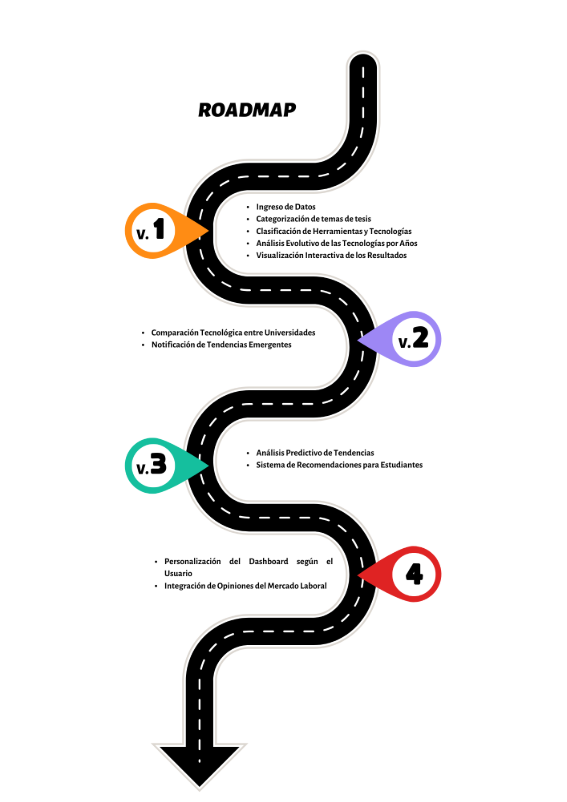 ROADMAP
v.1
• Ingreso de Datos
• Categorización de temas de tesis
• Clasificación de Herramientas y Tecnologías
• Análisis Evolutivo de las Tecnologías por Años
• Visualización Interactiva de los Resultados
• Comparación Tecnológica entre Universidades
• Notificación de Tendencias Emergentes
v.2
v.3
• Análisis Predictivo de Tendencias
• Sistema de Recomendaciones para Estudiantes
• Personalización del Dashboard según el
Usuario
• Integración de Opiniones del Mercado Laboral
4